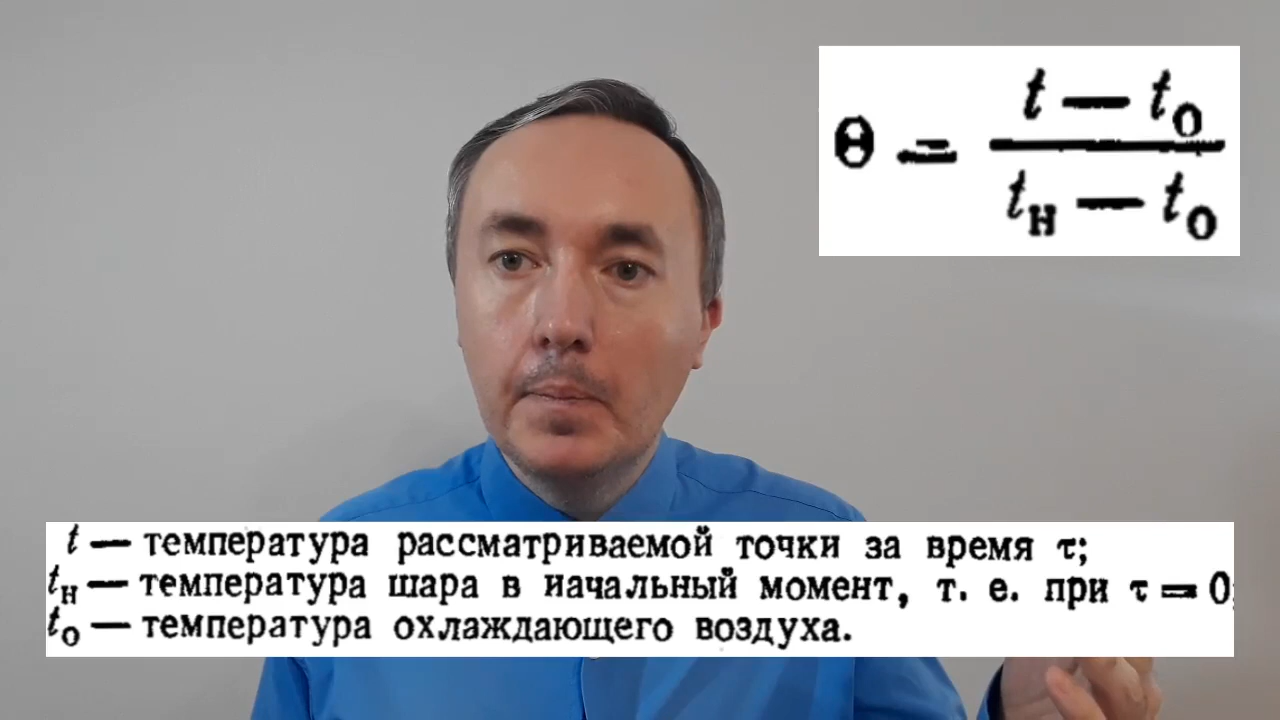 Θ = (t — t₀) / (tн — t₀)
t — температура рассматриваемой точки за время τ;
tн — температура шара в иачальный момент, т. е. при τ = 0;
t₀ — температура охлаждающего воздуха.